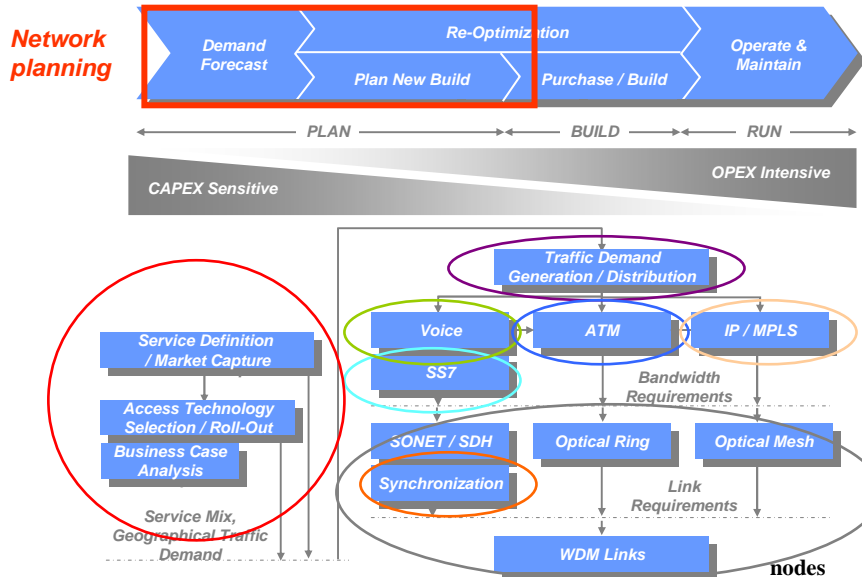 Network
planning
Demand
Forecast
Re-Optimization
Plan New Build
Purchase / Build
Operate &
Maintain
PLAN
BUILD
RUN
CAPEX Sensitive
OPEX Intensive
Traffic Demand
Generation / Distribution
Voice
ATM
IP / MPLS
SS7
Bandwidth
Requirements
Service Definition
/ Market Capture
Access Technology
Selection / Roll-Out
Business Case
Analysis
Service Mix,
Geographical Traffic
Demand
SONET / SDH
Optical Ring
Optical Mesh
Synchronization
Link
Requirements
WDM Links
nodes